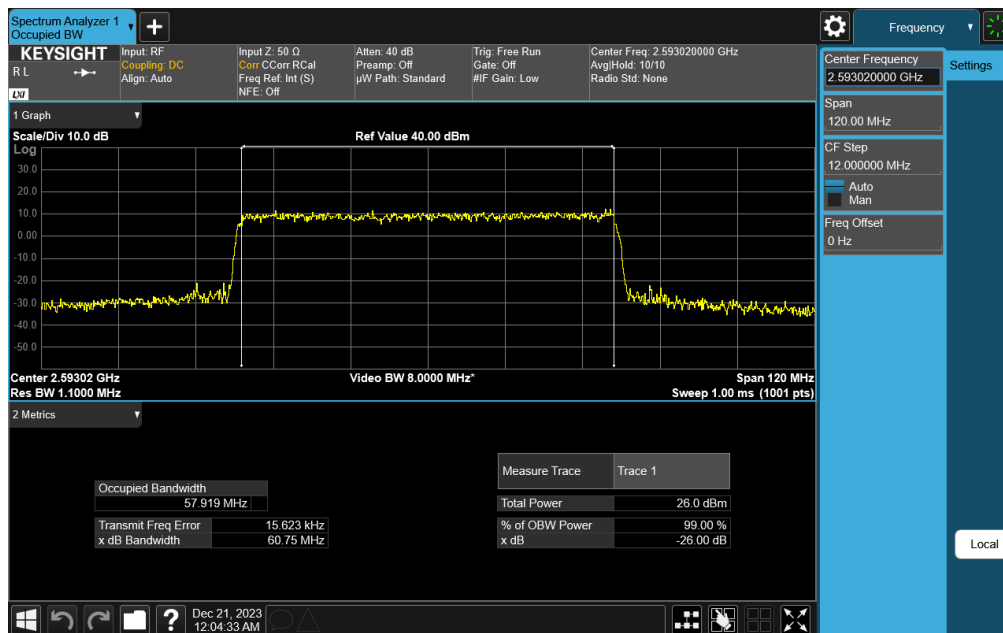 Spectrum Analyzer 1
Occupied BW
+
Frequency
KEYSIGHT
R L
LXI
Input: RF
Coupling: DC
Align: Auto
Input Z: 50 Ω
Corr CCorr RCal
Freq Ref: Int (S)
NFE: Off
Atten: 40 dB
Preamp: Off
µW Path: Standard
Trig: Free Run
Gate: Off
#IF Gain: Low
Center Freq: 2.593020000 GHz
Avg|Hold: 10/10
Radio Std: None
Center Frequency
2.593020000 GHz
Settings
Span
120.00 MHz
CF Step
12.000000 MHz
Auto
Man
Freq Offset
0 Hz
1 Graph
Scale/Div 10.0 dB
Ref Value 40.00 dBm
Log
30.0
20.0
10.0
0.00
-10.0
-20.0
-30.0
-40.0
-50.0
Center 2.59302 GHz
Video BW 8.0000 MHz*
Span 120 MHz
Res BW 1.1000 MHz
Sweep 1.00 ms (1001 pts)
2 Metrics
Measure Trace Trace 1
Occupied Bandwidth
57.919 MHz
Total Power 26.0 dBm
Transmit Freq Error 15.623 kHz
% of OBW Power 99.00 %
x dB Bandwidth 60.75 MHz
x dB -26.00 dB
Local
?
Dec 21, 2023
12:04:33 AM